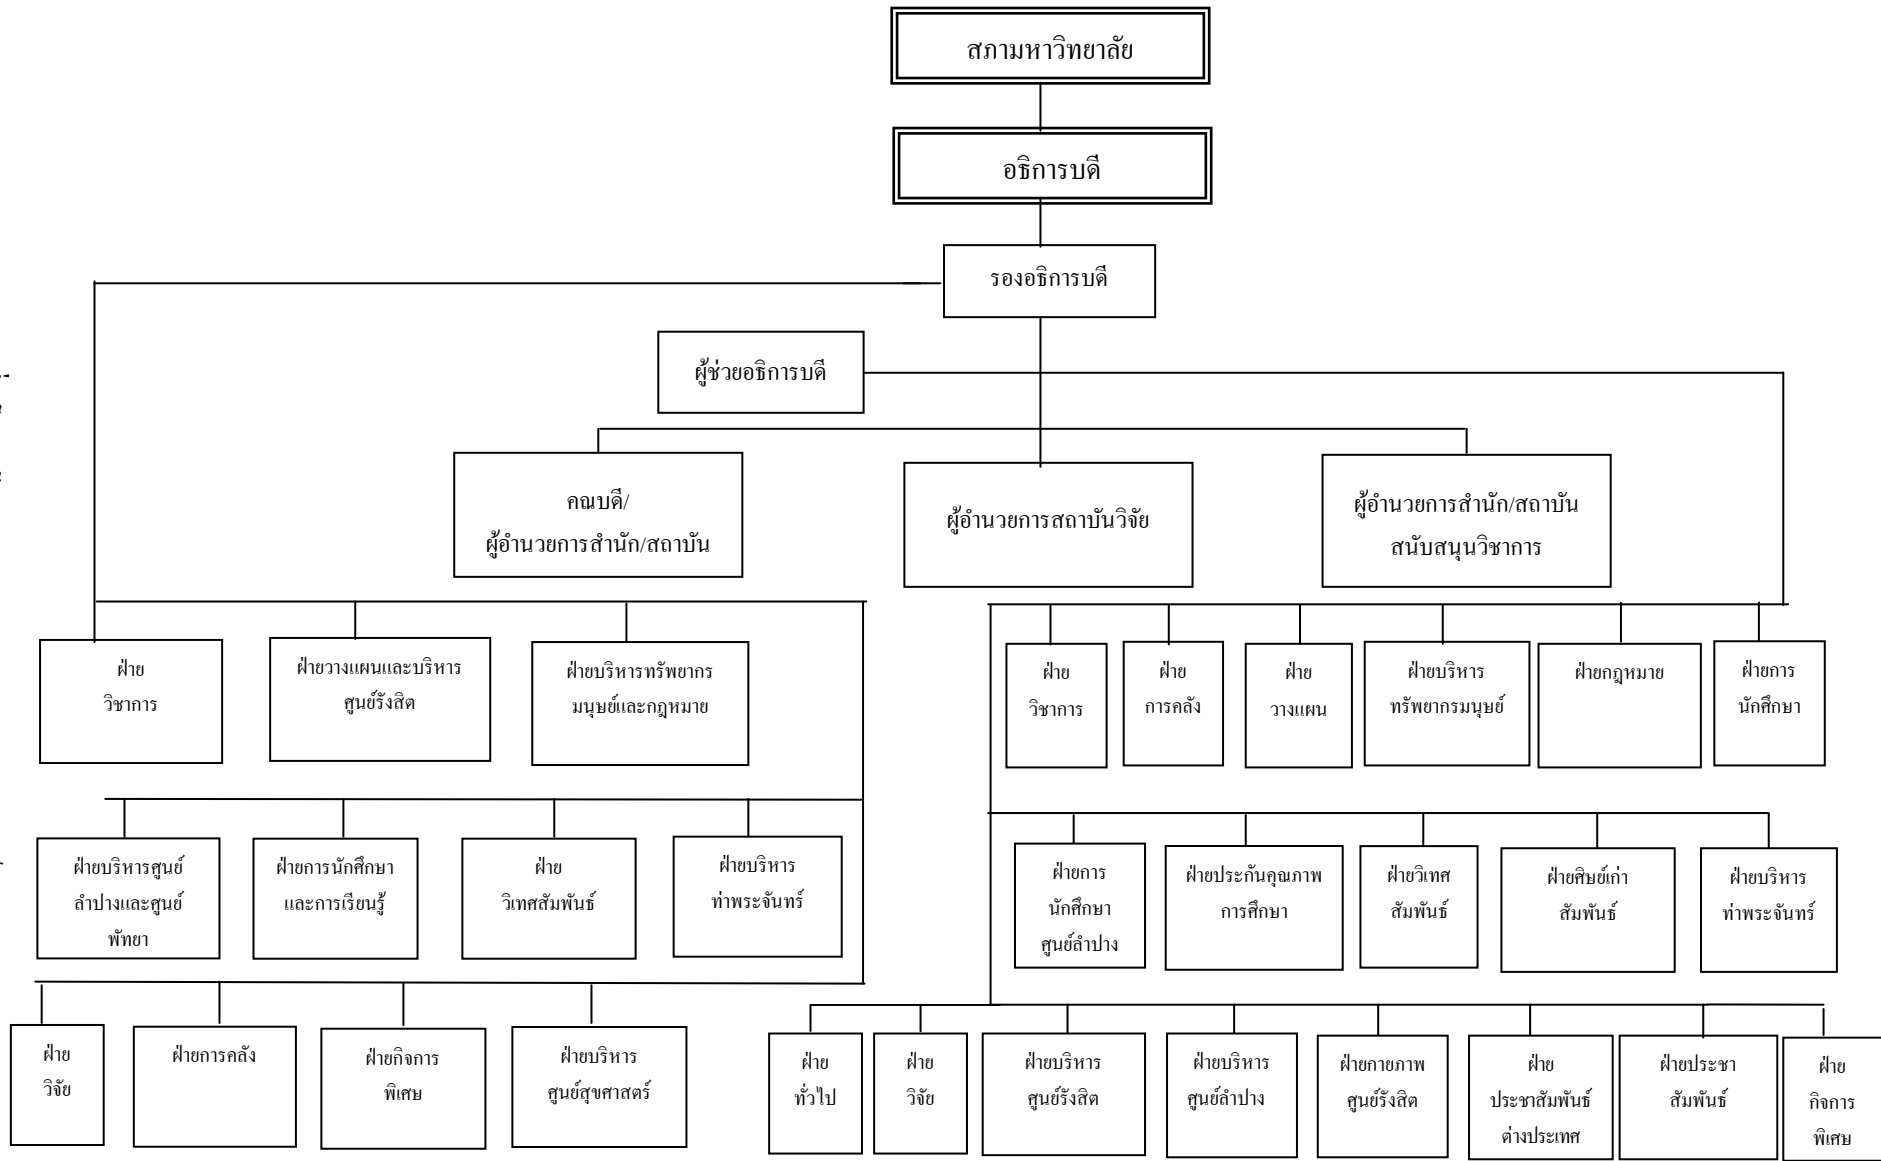 สภามหาวิทยาลัย
อธิการบดี
รองอธิการบดี
ผู้ช่วยอธิการบดี
คณบดี/
ผู้อำนวยการสำนัก/สถาบัน
ผู้อำนวยการสถาบันวิจัย
ผู้อำนวยการสำนัก/สถาบัน
สนับสนุนวิชาการ
ฝ่าย
วิชาการ
ฝ่ายวางแผนและบริหาร
ศูนย์รังสิต
ฝ่ายบริหารทรัพยากร
มนุษย์และกฎหมาย
ฝ่าย
วิชาการ
ฝ่าย
การคลัง
ฝ่าย
วางแผน
ฝ่ายบริหาร
ทรัพยากรมนุษย์
ฝ่ายกฎหมาย
ฝ่ายการ
นักศึกษา
ฝ่ายบริหารศูนย์
ลำปางและศูนย์
พัทยา
ฝ่ายการนักศึกษา
และการเรียนรู้
ฝ่าย
วิเทศสัมพันธ์
ฝ่ายบริหาร
ท่าพระจันทร์
ฝ่ายการ
นักศึกษา
ศูนย์ลำปาง
ฝ่ายประกันคุณภาพ
การศึกษา
ฝ่ายวิเทศ
สัมพันธ์
ฝ่ายศิษย์เก่า
สัมพันธ์
ฝ่ายบริหาร
ท่าพระจันทร์
ฝ่าย
วิจัย
ฝ่ายการคลัง
ฝ่ายกิจการ
พิเศษ
ฝ่ายบริหาร
ศูนย์สุขศาสตร์
ฝ่าย
ทั่วไป
ฝ่าย
วิจัย
ฝ่ายบริหาร
ศูนย์รังสิต
ฝ่ายบริหาร
ศูนย์ลำปาง
ฝ่ายกายภาพ
ศูนย์รังสิต
ฝ่าย
ประชาสัมพันธ์
ต่างประเทศ
ฝ่ายประชา
สัมพันธ์
ฝ่าย
กิจการ
พิเศษ